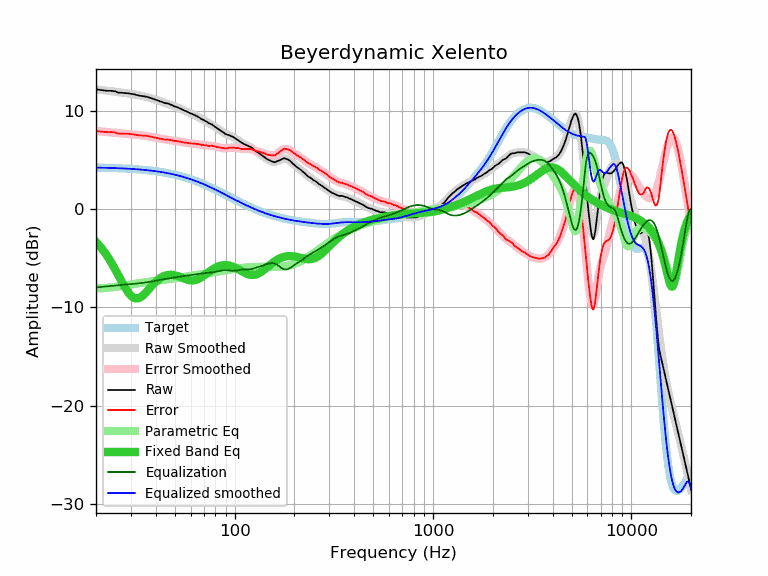 Beyerdynamic Xelento
Amplitude (dBr)
10
0
−10
−20
−30
Target
Raw Smoothed
Error Smoothed
Raw
Error
Parametric Eq
Fixed Band Eq
Equalization
Equalized smoothed
100
1000
10000
Frequency (Hz)